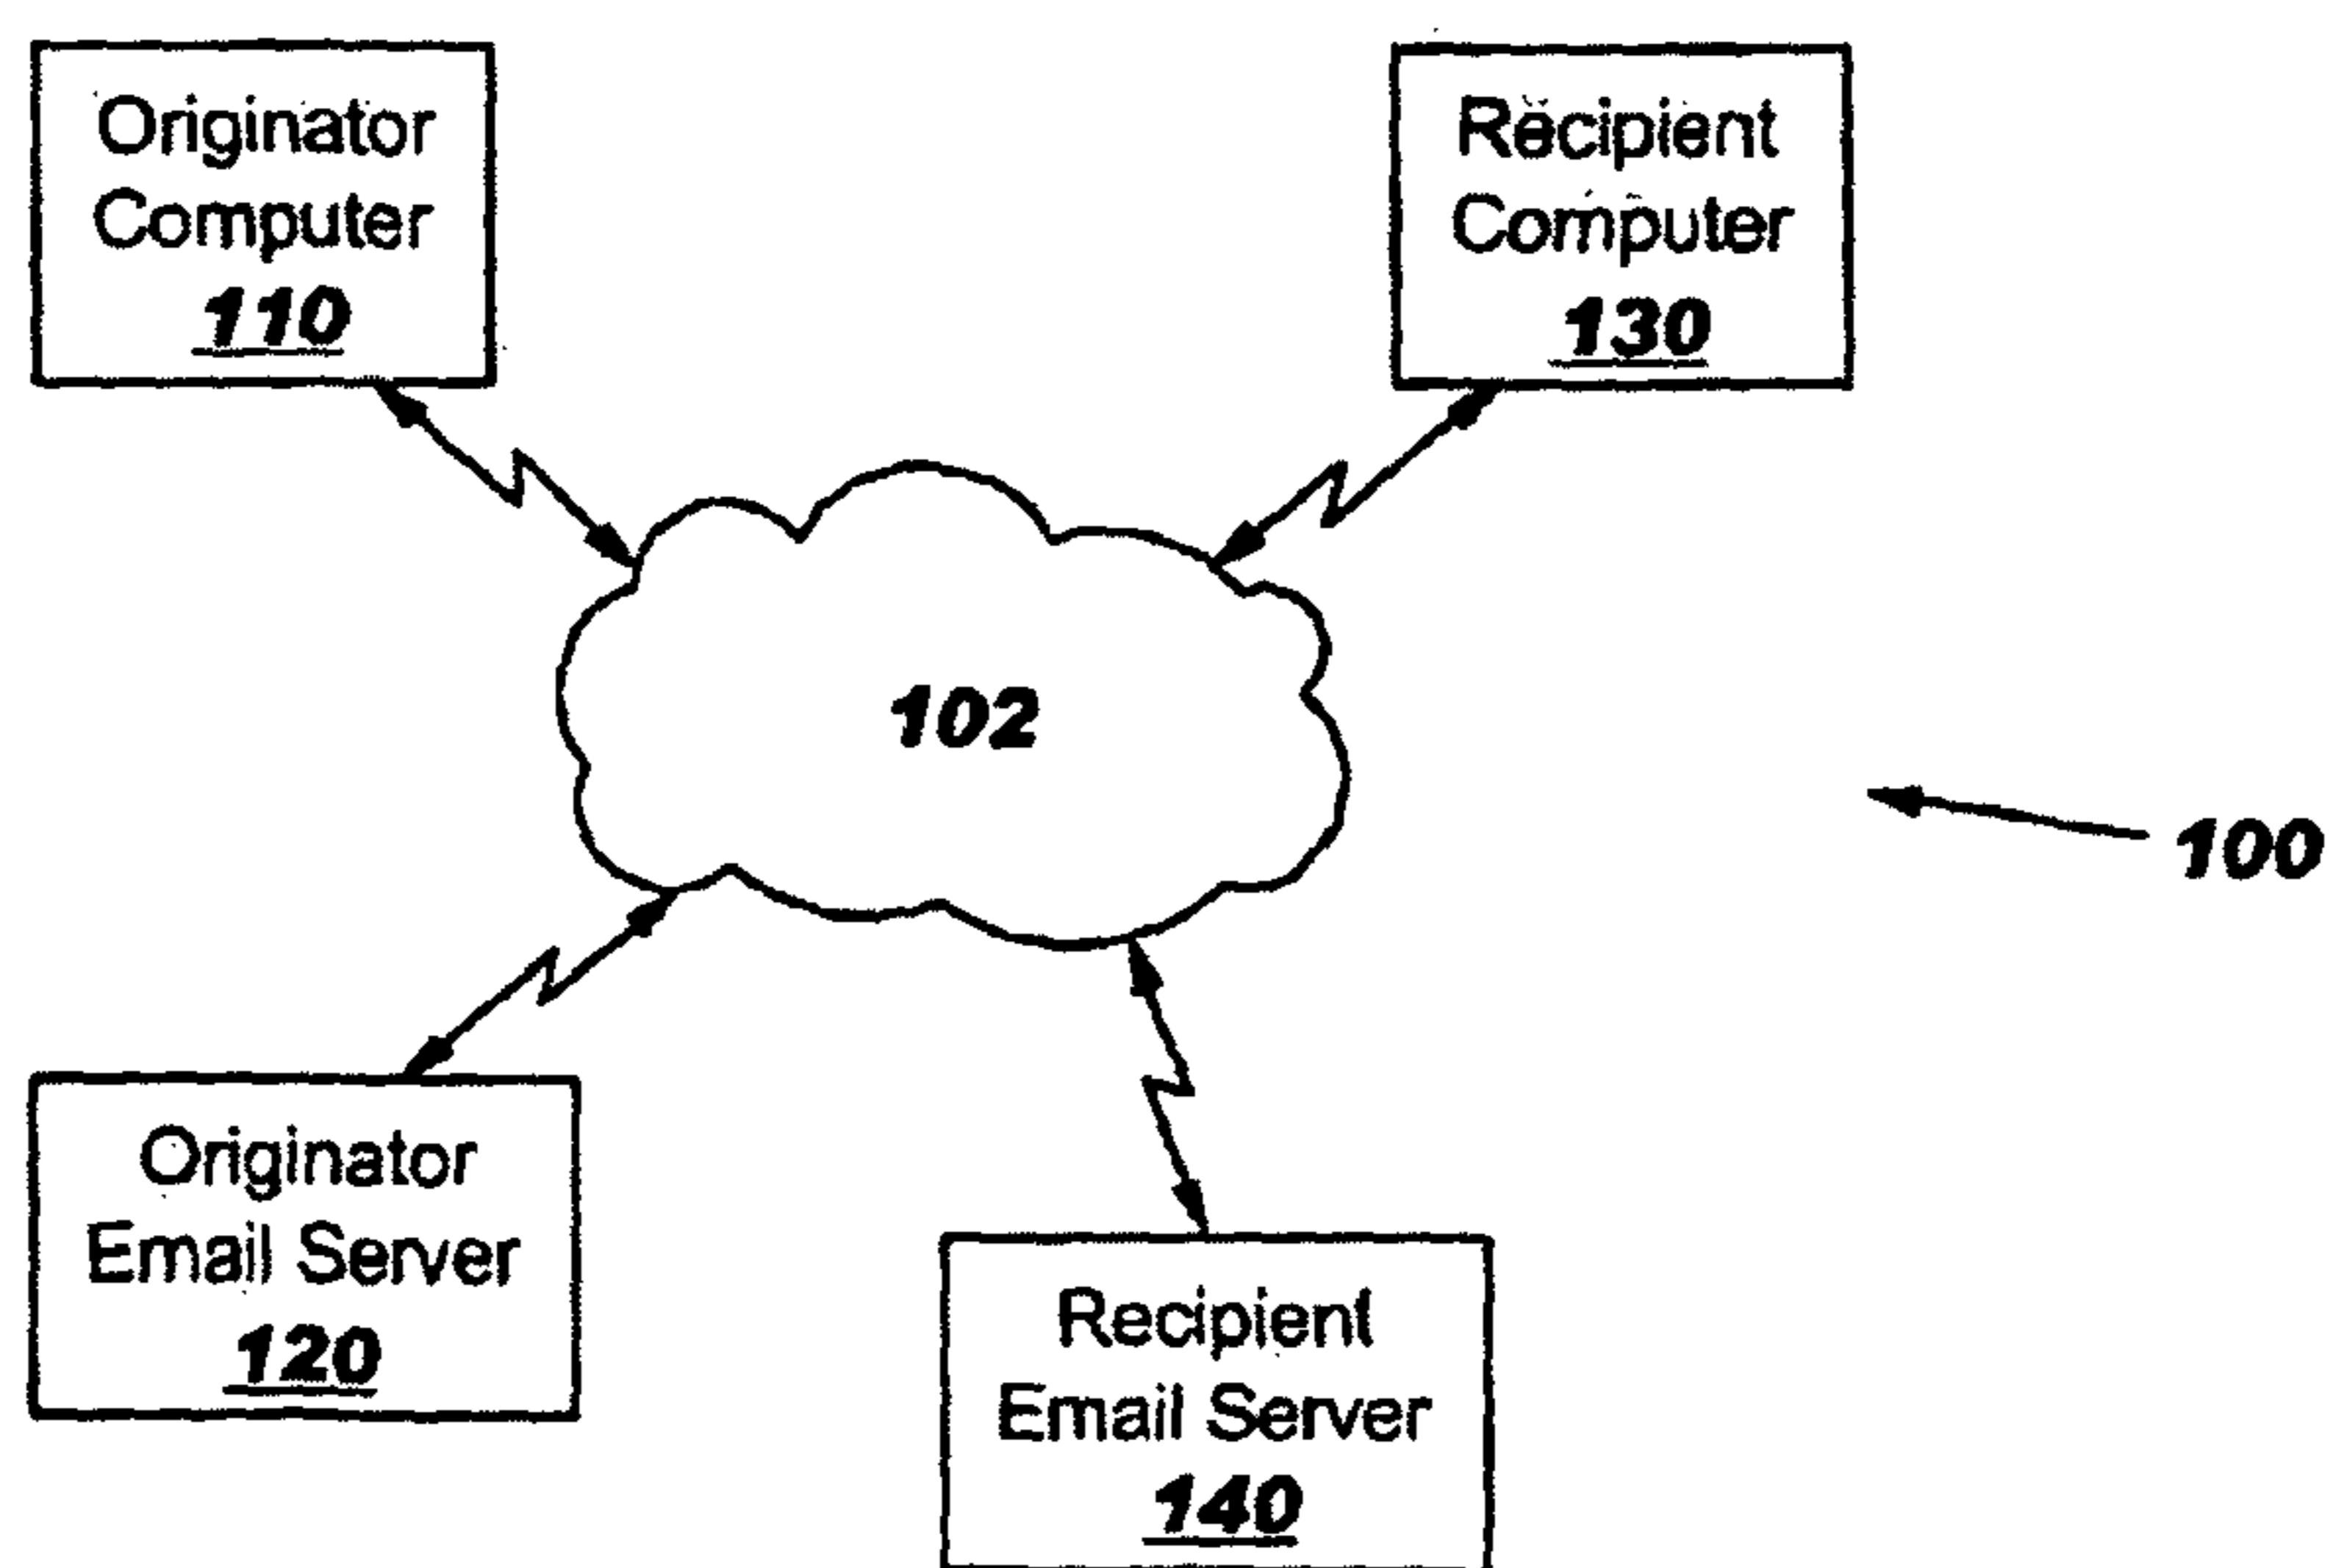 Originator
Computer
110
Recipient
Computer
130
102
100
Originator
Email Server
120
Recipient
Email Server
140